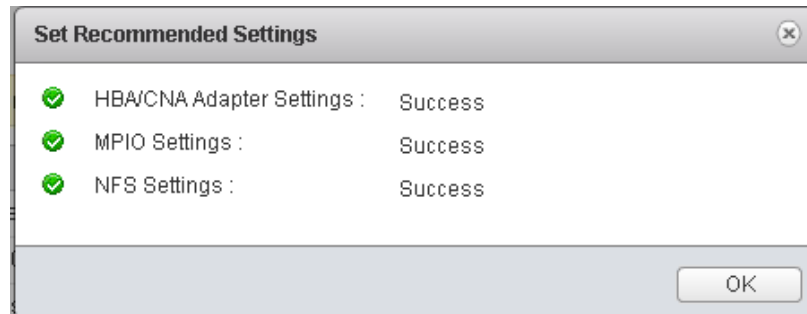 Set Recommended Settings
HBA/CNA Adapter Settings : Success
MPIO Settings : Success
NFS Settings : Success
OK